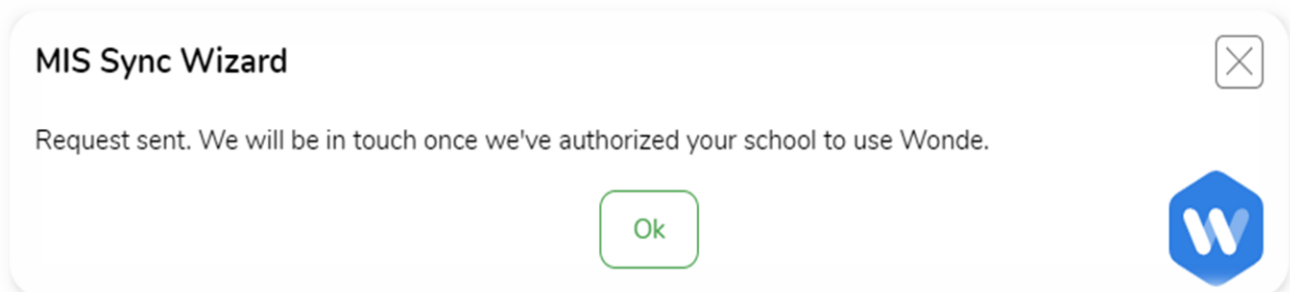 MIS Sync Wizard
Request sent. We will be in touch once we've authorized your school to use Wonde.
Ok
W